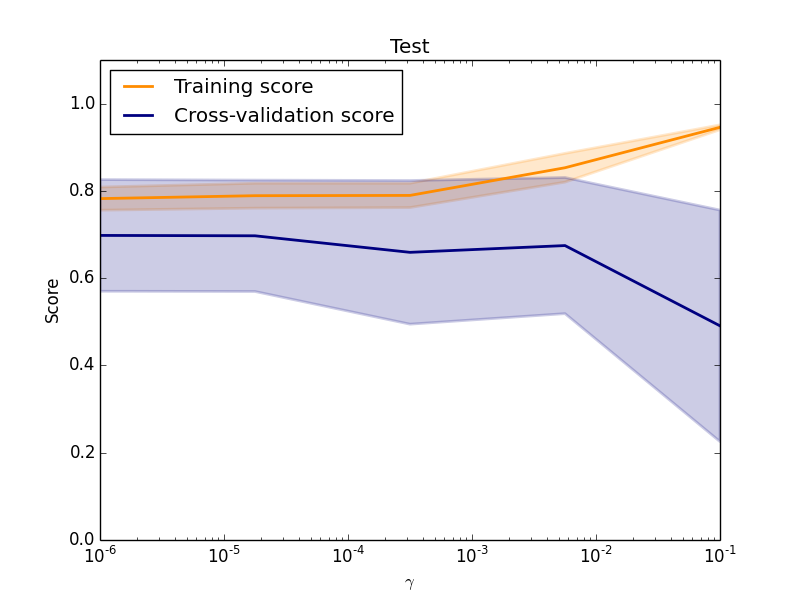 Test
Training score
Cross-validation score
Score
1.0
0.8
0.6
0.4
0.2
0.0
10⁻⁶ 10⁻⁵ 10⁻⁴ 10⁻³ 10⁻² 10⁻¹
γ